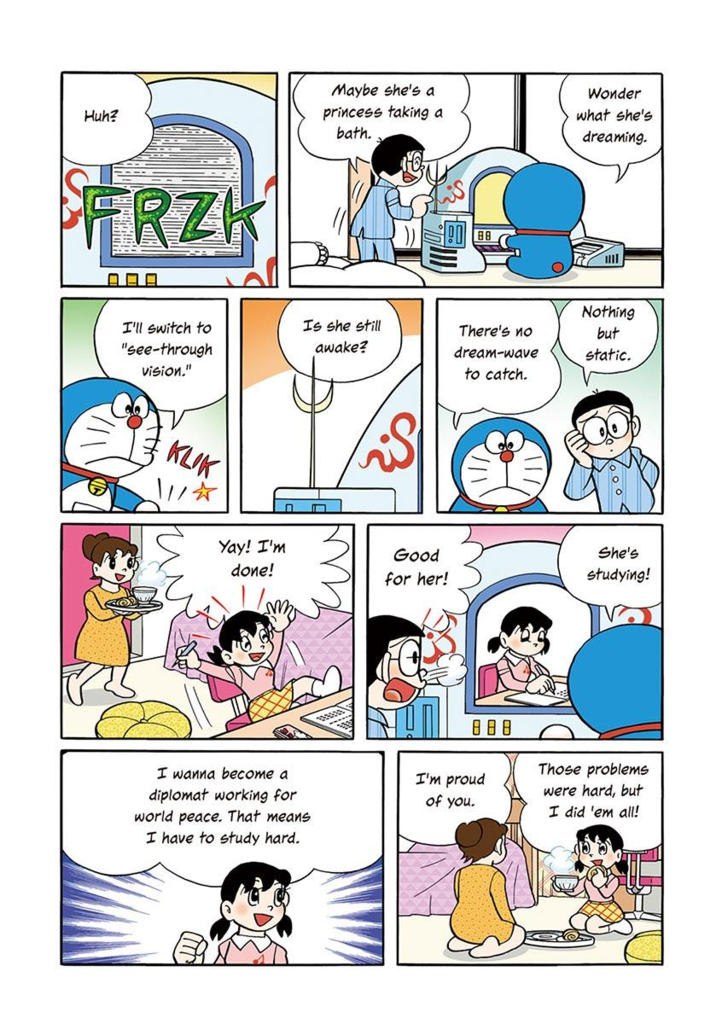 Wonder
what she's
dreaming.
Maybe she's a
princess taking a
bath.
Huh?
FRZK
Nothing
but
static.
There's no
dream-wave
to catch.
Is she still
awake?
I'll switch to
"see-through
vision."
KLIK
She's
studying!
Good
for her!
Yay! I'm
done!
Those problems
were hard, but
I did 'em all!
I'm proud
of you.
I wanna become a
diplomat working for
world peace. That means
I have to study hard.